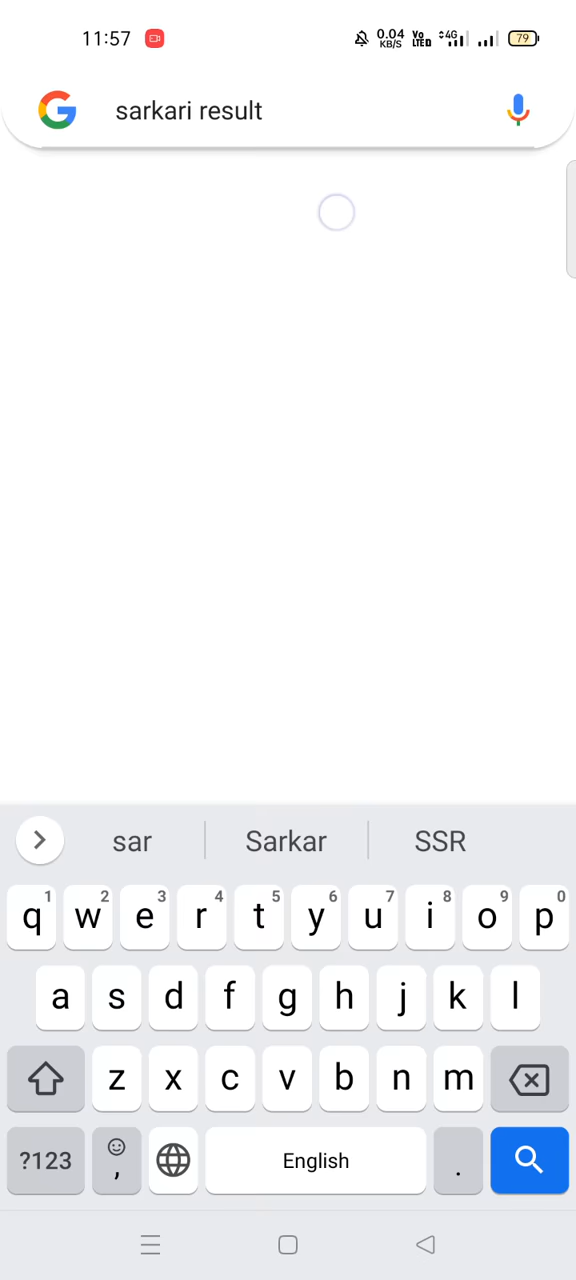 11:57 0.04 KB/S Vo LTED 4G 79
sarkari result
sar Sarkar SSR
1 2 3 4 5 6 7 8 9 0
q w e r t y u i o p
a s d f g h j k l
z x c v b n m
?123 , English .